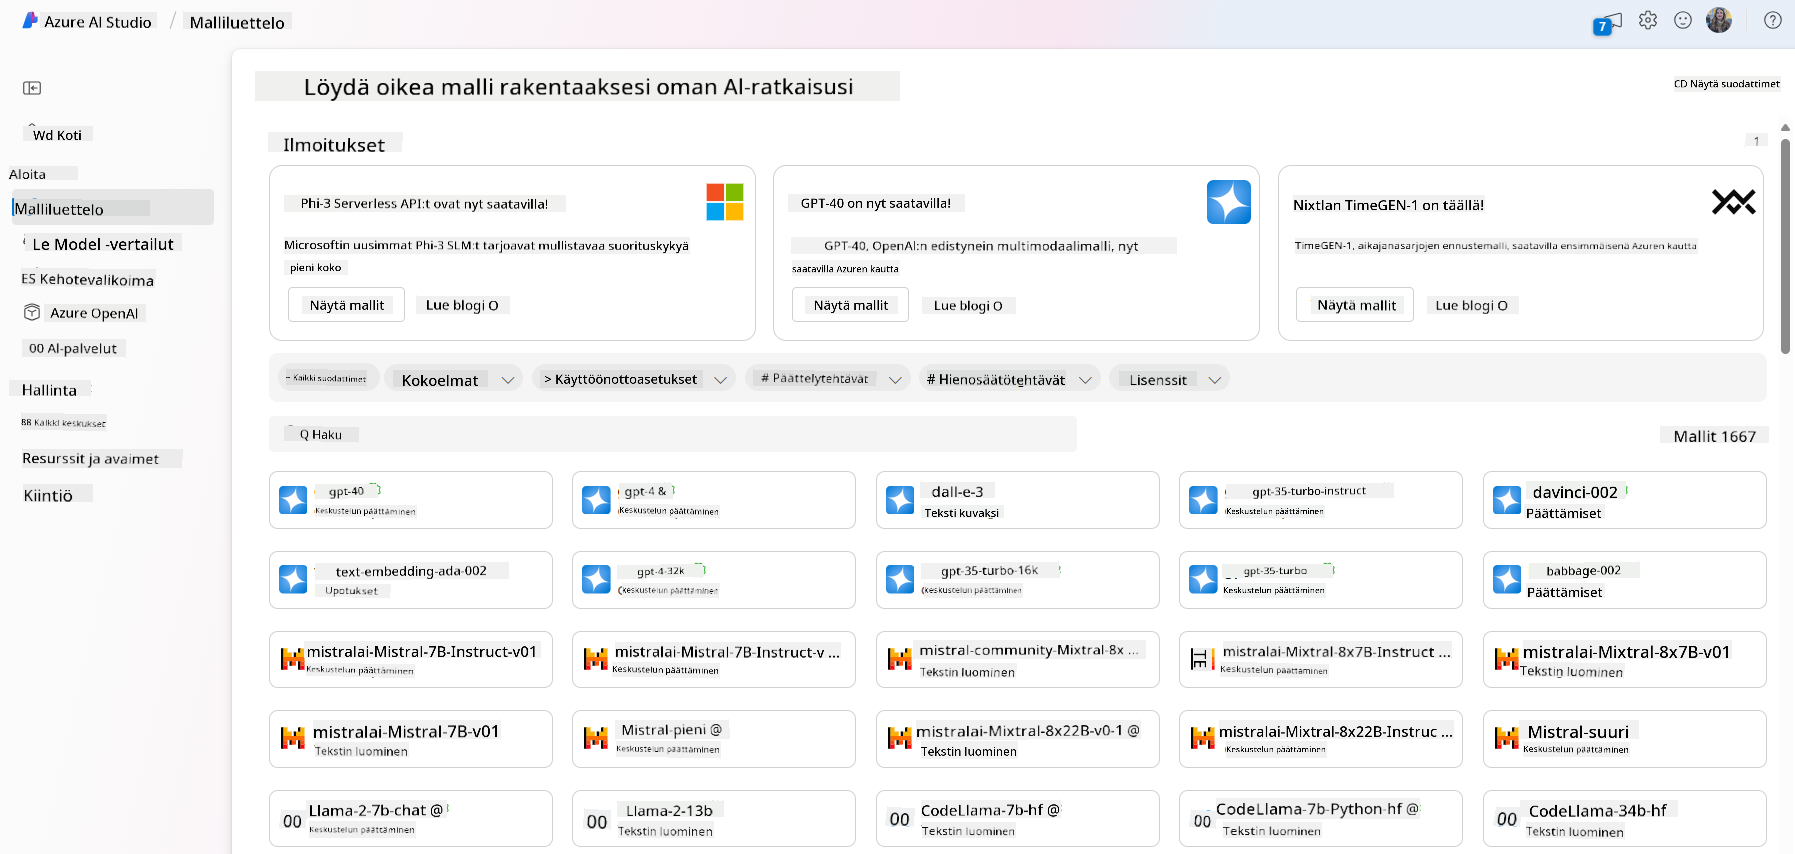 Azure AI Studio / Malliluettelo
7
Löydä oikea malli rakentaaksesi oman AI-ratkaisusi
CD Näytä suodattimet
Wd Koti
Aloita
Malliluettelo
Le Model -vertailut
ES Kehotevalikoima
Azure OpenAI
00 AI-palvelut
Hallinta
88 Kaikki keskukset
Resurssit ja avaimet
Kiintiö
Ilmoitukset
1
Phi-3 Serverless API:t ovat nyt saatavilla!
Microsoftin uusimmat Phi-3 SLM:t tarjoavat mullistavaa suorituskykyä
pieni koko
Näytä mallit
Lue blogi O
GPT-40 on nyt saatavilla!
GPT-40, OpenAI:n edistynein multimodaalimalli, nyt
saatavilla Azuren kautta
Näytä mallit
Lue blogi O
Nixtlan TimeGEN-1 on täällä!
TimeGEN-1, aikajanasarjojen ennustemalli, saatavilla ensimmäisenä Azuren kautta
Näytä mallit
Lue blogi O
~ Kaikki suodattimet
Kokoelmat
> Käyttöönottoasetukset
# Päättelytehtävät
# Hienosäätötehtävät
Lisenssit
Q Haku
Mallit 1667
gpt-40
Keskustelun päättäminen
gpt-4 &
Keskustelun päättäminen
dall-e-3
Teksti kuvaksi
gpt-35-turbo-instruct
Keskustelun päättäminen
davinci-002
Päättämiset
text-embedding-ada-002
Upotukset
gpt-4-32k
(keskustelun päättäminen
gpt-35-turbo-16k
(keskustelun päättäminen
gpt-35-turbo
Keskustelun päättäminen
babbage-002
Päättämiset
mistralai-Mistral-7B-Instruct-v01
Keskustelun päättäminen
mistralai-Mistral-7B-Instruct-v ...
Keskustelun päättäminen
mistral-community-Mixtral-8x ...
Tekstin luominen
mistralai-Mixtral-8x7B-Instruct ...
Keskustelun päättäminen
mistralai-Mixtral-8x7B-v01
Tekstin luominen
mistralai-Mistral-7B-v01
Tekstin luominen
Mistral-pieni @
Keskustelun päättäminen
mistralai-Mixtral-8x22B-v0-1 @
Tekstin luominen
mistralai-Mixtral-8x22B-Instruc ...
Keskustelun päättäminen
Mistral-suuri
Keskustelun päättäminen
00 Llama-2-7b-chat @
Keskustelun päättäminen
00 Llama-2-13b
Tekstin luominen
00 CodeLlama-7b-hf @
Tekstin luominen
00 CodeLlama-7b-Python-hf @
Tekstin luominen
00 CodeLlama-34b-hf
Tekstin luominen